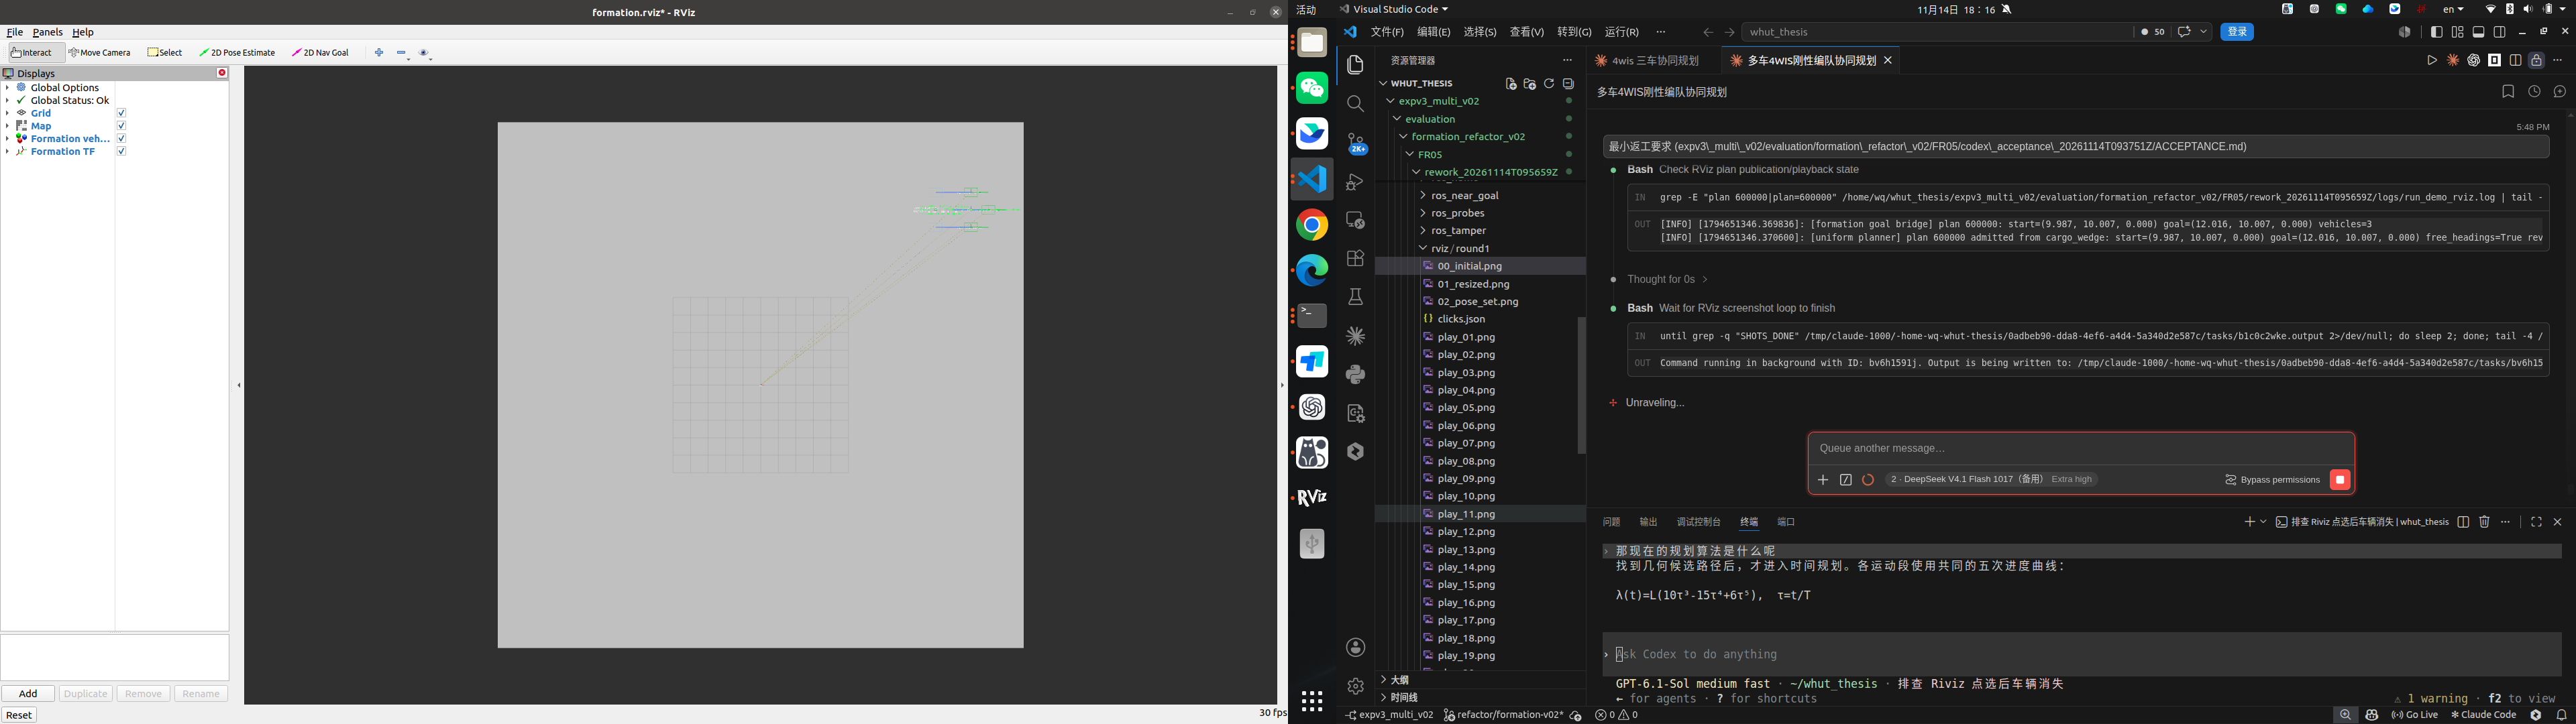 formation.rviz* - RViz
File Panels Help
Interact Move Camera Select 2D Pose Estimate 2D Nav Goal
Displays
Global Options
Global Status: Ok
Grid
Map
Formation veh...
Formation TF
Add Duplicate Remove Rename
Reset
30 fps
活动 Visual Studio Code 11月14日 18：16 en
文件(F) 编辑(E) 选择(S) 查看(V) 转到(G) 运行(R) ··· whut_thesis 50 登录
资源管理器 ···
WHUT_THESIS
expv3_multi_v02
evaluation
formation_refactor_v02
FR05
rework_20261114T095659Z
ros_near_goal
ros_probes
ros_tamper
rviz / round1
00_initial.png
01_resized.png
02_pose_set.png
{} clicks.json
play_01.png
play_02.png
play_03.png
play_04.png
play_05.png
play_06.png
play_07.png
play_08.png
play_09.png
play_10.png
play_11.png
play_12.png
play_13.png
play_14.png
play_15.png
play_16.png
play_17.png
play_18.png
play_19.png
大纲
时间线
2K+
4wis 三车协同规划 多车4WIS刚性编队协同规划
多车4WIS刚性编队协同规划
5:48 PM
最小返工要求 (expv3\_multi\_v02/evaluation/formation\_refactor\_v02/FR05/codex\_acceptance\_20261114T093751Z/ACCEPTANCE.md)
Bash Check RViz plan publication/playback state
IN grep -E "plan 600000|plan=600000" /home/wq/whut_thesis/expv3_multi_v02/evaluation/formation_refactor_v02/FR05/rework_20261114T095659Z/logs/run_demo_rviz.log | tail -
OUT [INFO] [1794651346.369836]: [formation goal bridge] plan 600000: start=(9.987, 10.007, 0.000) goal=(12.016, 10.007, 0.000) vehicles=3
[INFO] [1794651346.370600]: [uniform planner] plan 600000 admitted from cargo_wedge: start=(9.987, 10.007, 0.000) goal=(12.016, 10.007, 0.000) free_headings=True rev
Thought for 0s
Bash Wait for RViz screenshot loop to finish
IN until grep -q "SHOTS_DONE" /tmp/claude-1000/-home-wq-whut-thesis/0adbeb90-dda8-4ef6-a4d4-5a340d2e587c/tasks/b1c0c2wke.output 2>/dev/null; do sleep 2; done; tail -4 /
OUT Command running in background with ID: bv6h1591j. Output is being written to: /tmp/claude-1000/-home-wq-whut-thesis/0adbeb90-dda8-4ef6-a4d4-5a340d2e587c/tasks/bv6h15
Unraveling...
Queue another message…
2 · DeepSeek V4.1 Flash 1017（备用） Extra high Bypass permissions
问题 输出 调试控制台 终端 端口 排查 Riviz 点选后车辆消失 | whut_thesis
› 那现在的规划算法是什么呢
找到几何候选路径后，才进入时间规划。各运动段使用共同的五次进度曲线：
λ(t)=L(10τ³-15τ⁴+6τ⁵), τ=t/T
› Ask Codex to do anything
GPT-6.1-Sol medium fast · ~/whut_thesis · 排查 Riviz 点选后车辆消失
← for agents · ? for shortcuts ⚠ 1 warning · f2 to view
expv3_multi_v02 refactor/formation-v02* 0 0 Go Live Claude Code